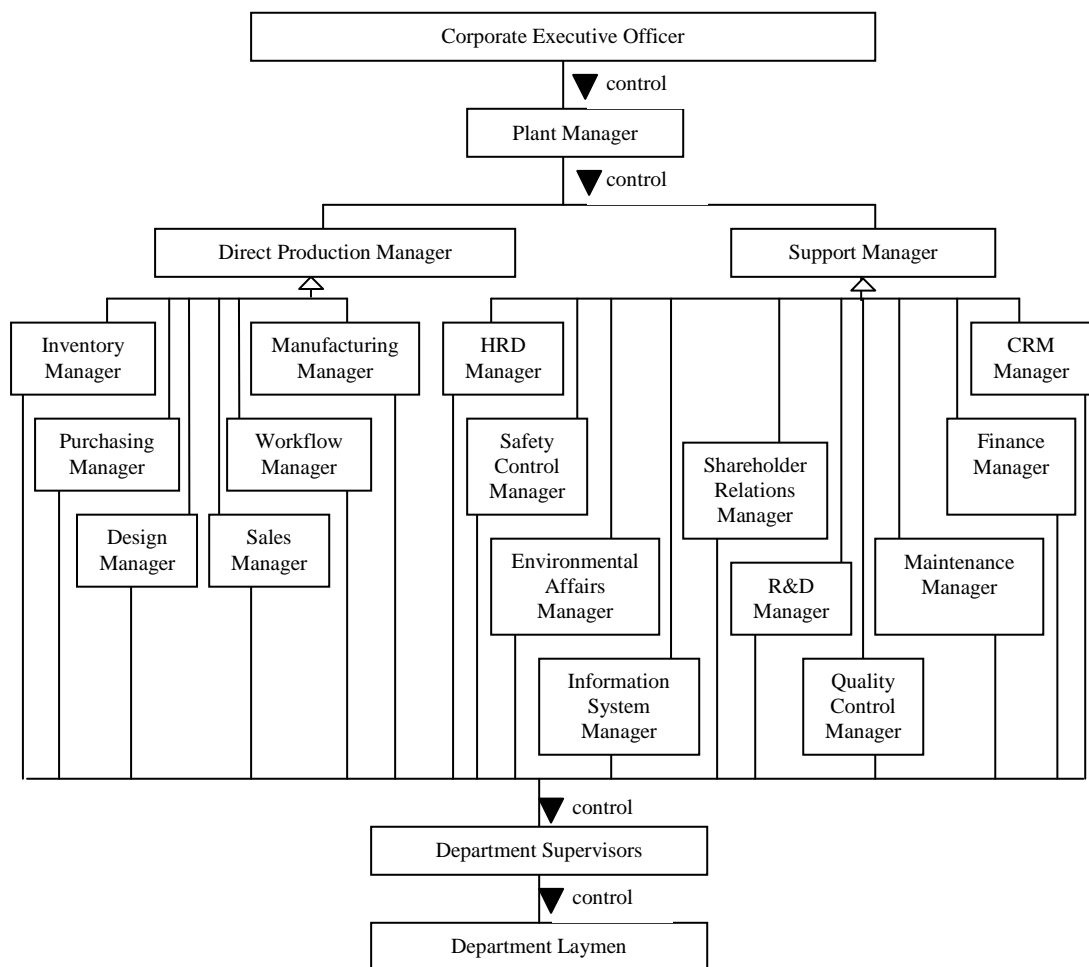 Corporate Executive Officer
control
Plant Manager
control
Direct Production Manager
Support Manager
Inventory
Manager
Manufacturing
Manager
HRD
Manager
CRM
Manager
Purchasing
Manager
Workflow
Manager
Safety
Control
Manager
Shareholder
Relations
Manager
Finance
Manager
Design
Manager
Sales
Manager
Environmental
Affairs
Manager
R&D
Manager
Maintenance
Manager
Information
System
Manager
Quality
Control
Manager
control
Department Supervisors
control
Department Laymen